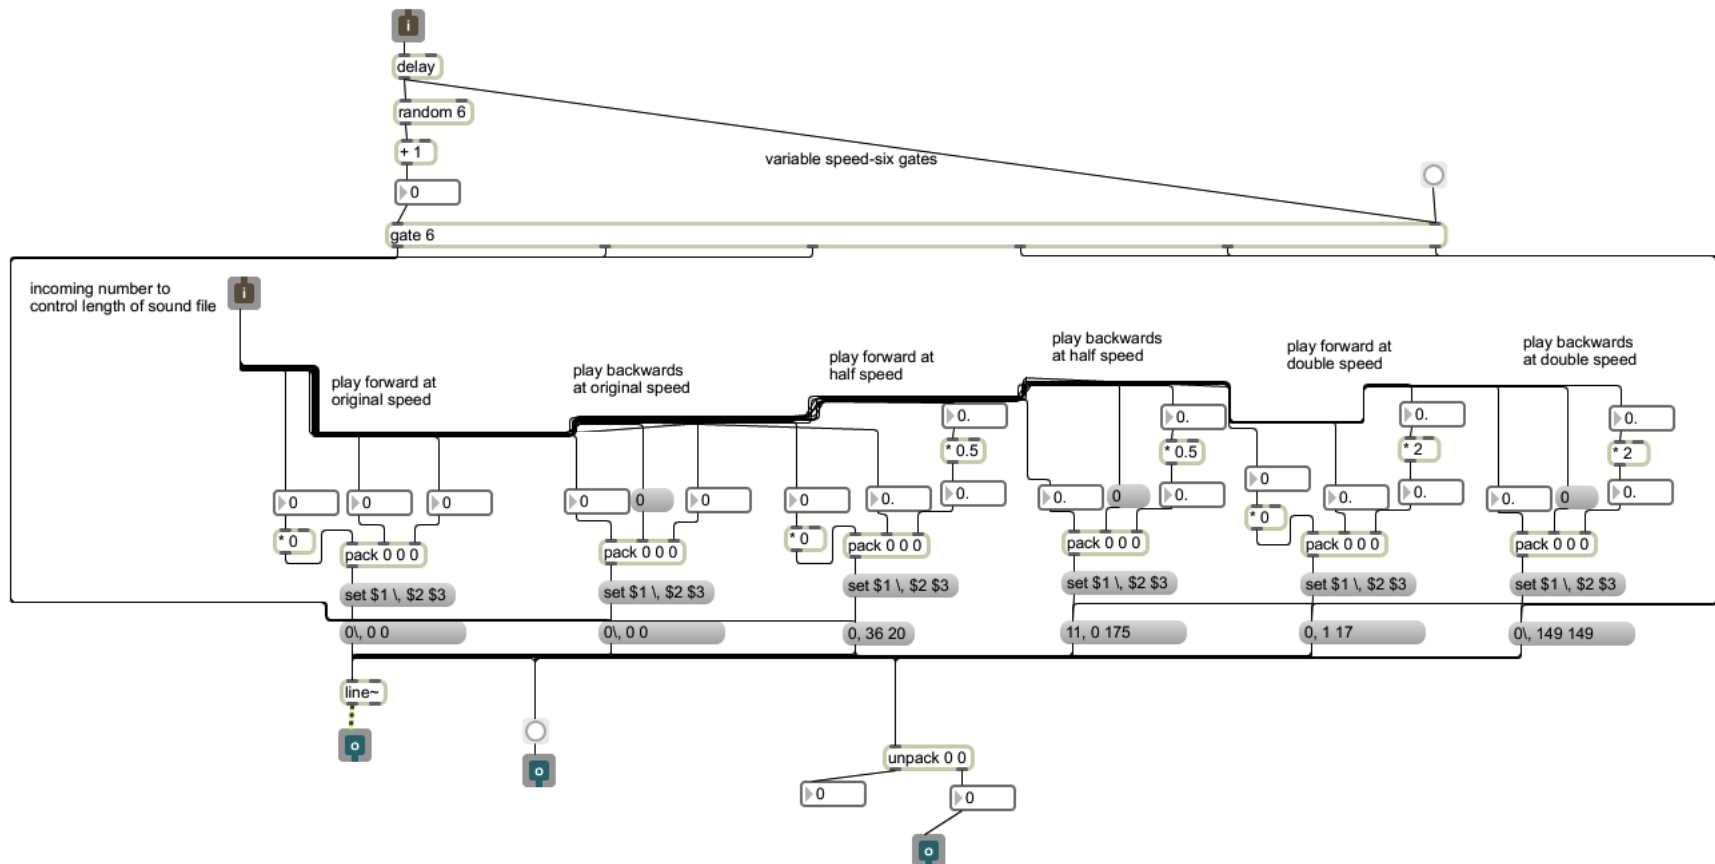 i
delay
random 6
+ 1
variable speed-six gates
0
gate 6
incoming number to
control length of sound file
i
play forward at
original speed
play backwards
at original speed
play forward at
half speed
play backwards
at half speed
play forward at
double speed
play backwards
at double speed
0.
0.
0.
0.
* 0.5
* 0.5
* 2
* 2
0
0
0
0
0
0
0
0
0.
0.
0.
0
0.
0
0.
0.
0.
0
0.
* 0
* 0
* 0
pack 0 0 0
pack 0 0 0
pack 0 0 0
pack 0 0 0
pack 0 0 0
pack 0 0 0
set $1 \, $2 $3
set $1 \, $2 $3
set $1 \, $2 $3
set $1 \, $2 $3
set $1 \, $2 $3
set $1 \, $2 $3
0\, 0 0
0\, 0 0
0, 36 20
11, 0 175
0, 1 17
0\, 149 149
line~
o
o
unpack 0 0
0
0
o